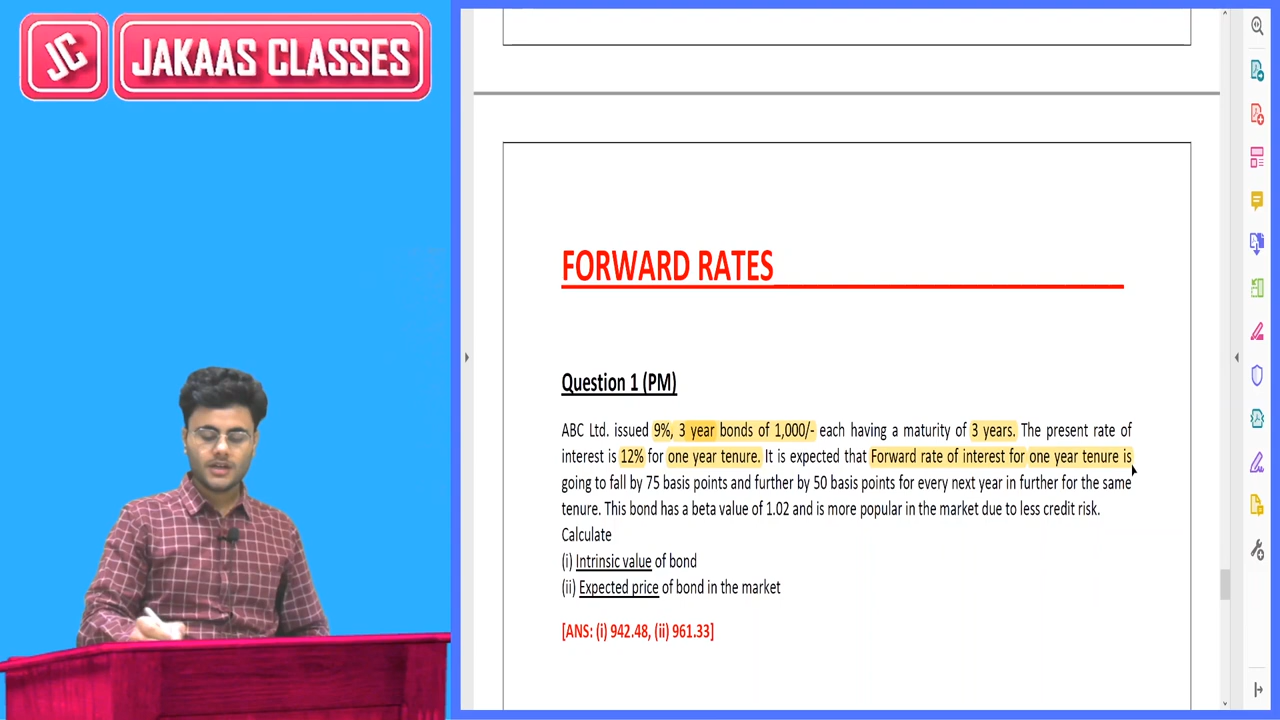 JC
JAKAAS CLASSES
FORWARD RATES
Question 1 (PM)
ABC Ltd. issued 9%, 3 year bonds of 1,000/- each having a maturity of 3 years. The present rate of
interest is 12% for one year tenure. It is expected that Forward rate of interest for one year tenure is
going to fall by 75 basis points and further by 50 basis points for every next year in further for the same
tenure. This bond has a beta value of 1.02 and is more popular in the market due to less credit risk.
Calculate
(i) Intrinsic value of bond
(ii) Expected price of bond in the market
[ANS: (i) 942.48, (ii) 961.33]